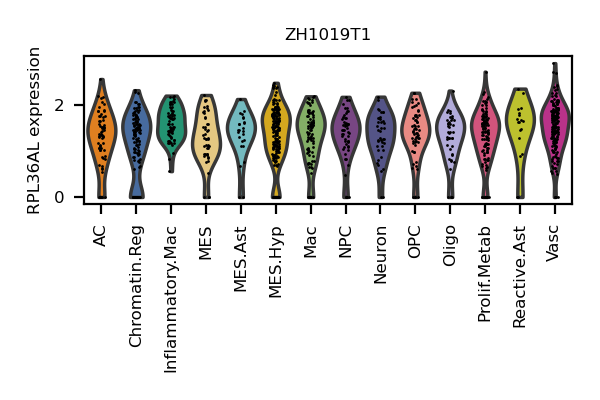 ZH1019T1
RPL36AL expression
2
0
AC
Chromatin.Reg
Inflammatory.Mac
MES
MES.Ast
MES.Hyp
Mac
NPC
Neuron
OPC
Oligo
Prolif.Metab
Reactive.Ast
Vasc